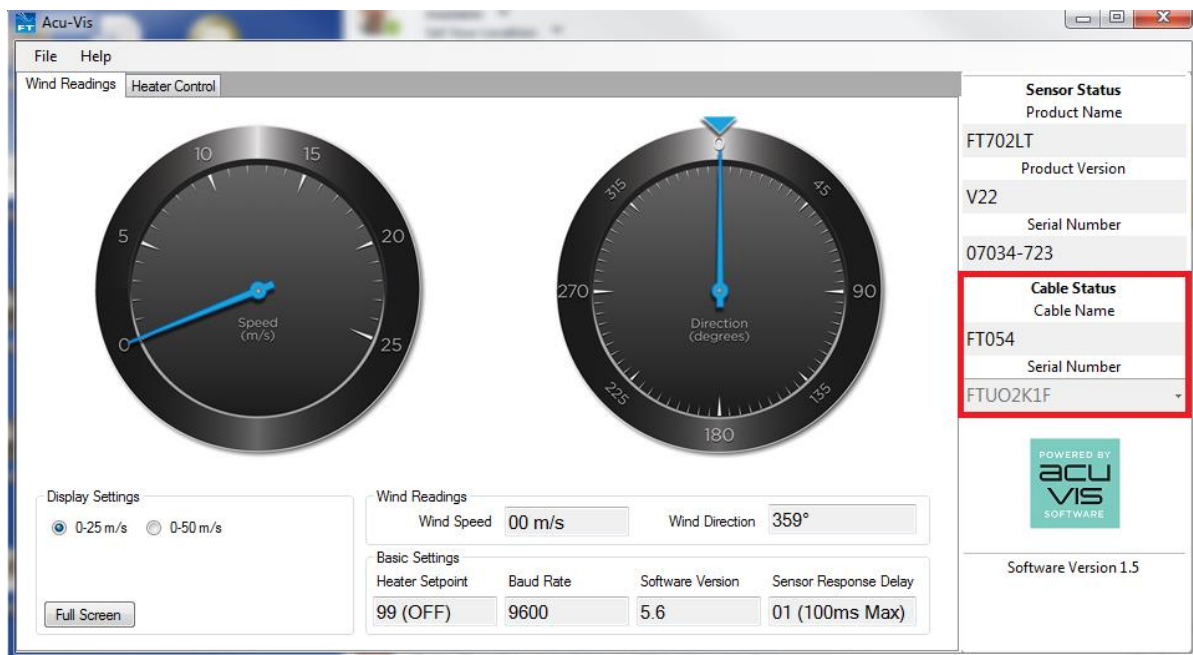 FT Acu-Vis
File Help
Wind Readings Heater Control
0
5
10
15
20
25
Speed
(m/s)
0
45
90
135
180
225
270
315
Direction
(degrees)
Display Settings
0-25 m/s 0-50 m/s
Full Screen
Wind Readings
Wind Speed 00 m/s Wind Direction 359°
Basic Settings
Heater Setpoint Baud Rate Software Version Sensor Response Delay
99 (OFF) 9600 5.6 01 (100ms Max)
Sensor Status
Product Name
FT702LT
Product Version
V22
Serial Number
07034-723
Cable Status
Cable Name
FT054
Serial Number
FTUO2K1F
POWERED BY
acu
VIS
SOFTWARE
Software Version 1.5